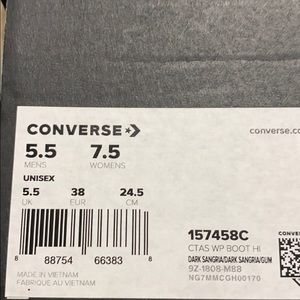 CONVERSE
converse.co
5.5 7.5
MENS WOMENS
UNISEX
5.5 38 24.5
UK EUR CM
8 88754 66383 8
MADE IN VIETNAM
FABRIQUE AU VIETNAM
CONVERSE
157458C
CTAS WP BOOT HI
DARK SANGRIA/DARK SANGRIA/GUM
9Z-1808-M88
NG7MMCGH00170